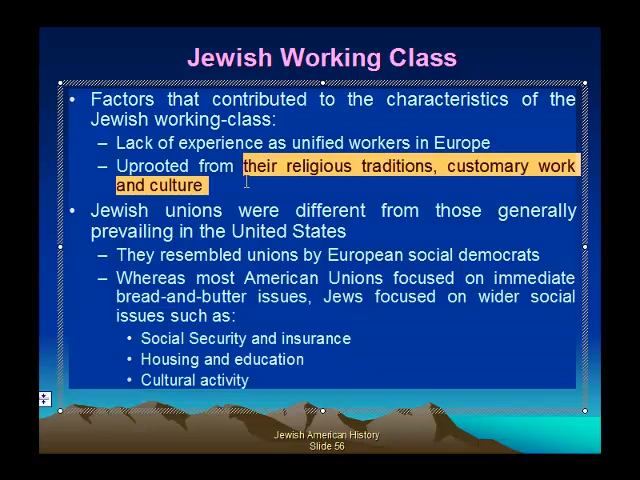 Jewish Working Class
• Factors that contributed to the characteristics of the
Jewish working-class:
– Lack of experience as unified workers in Europe
– Uprooted from their religious traditions, customary work
and culture
• Jewish unions were different from those generally
prevailing in the United States
– They resembled unions by European social democrats
– Whereas most American Unions focused on immediate
bread-and-butter issues, Jews focused on wider social
issues such as:
• Social Security and insurance
• Housing and education
• Cultural activity
Jewish American History
Slide 56